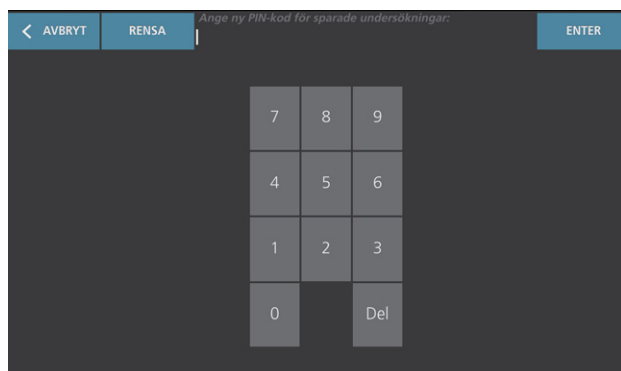 Ange ny PIN-kod för sparade undersökningar:
AVBRYT RENSA ENTER
7 8 9
4 5 6
1 2 3
0 Del